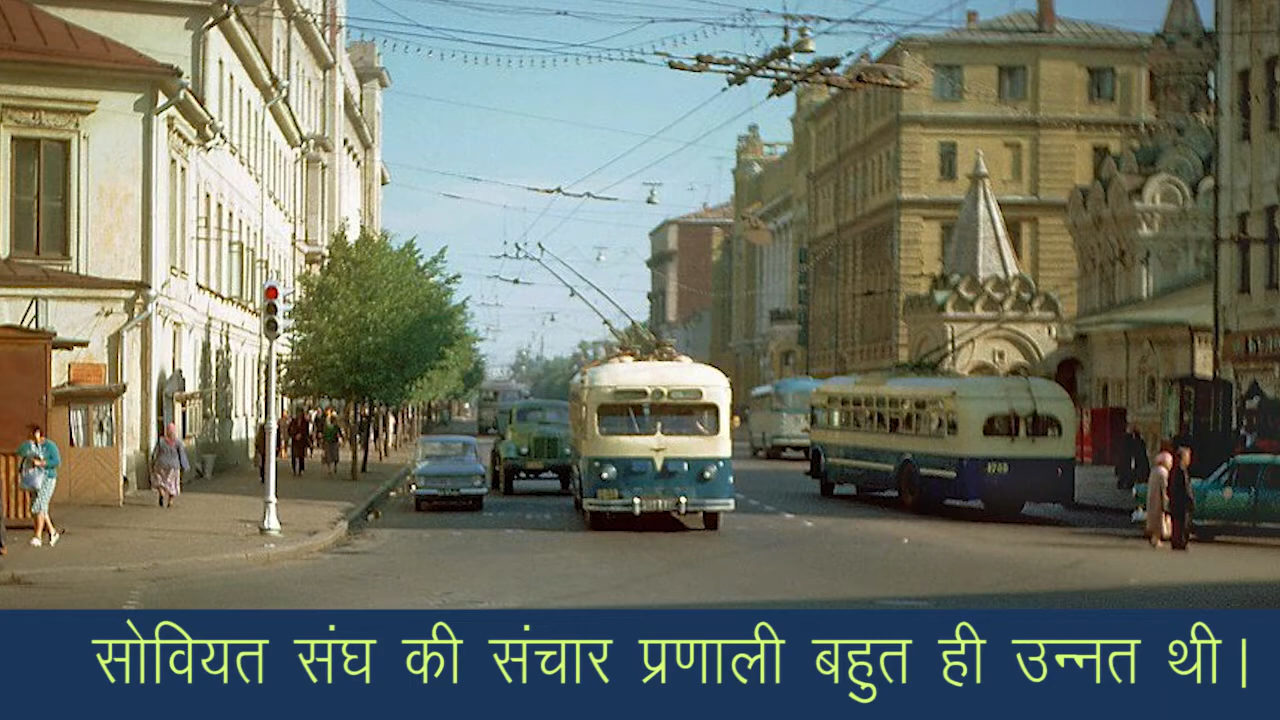 सोवियत संघ की संचार प्रणाली बहुत ही उन्नत थी।